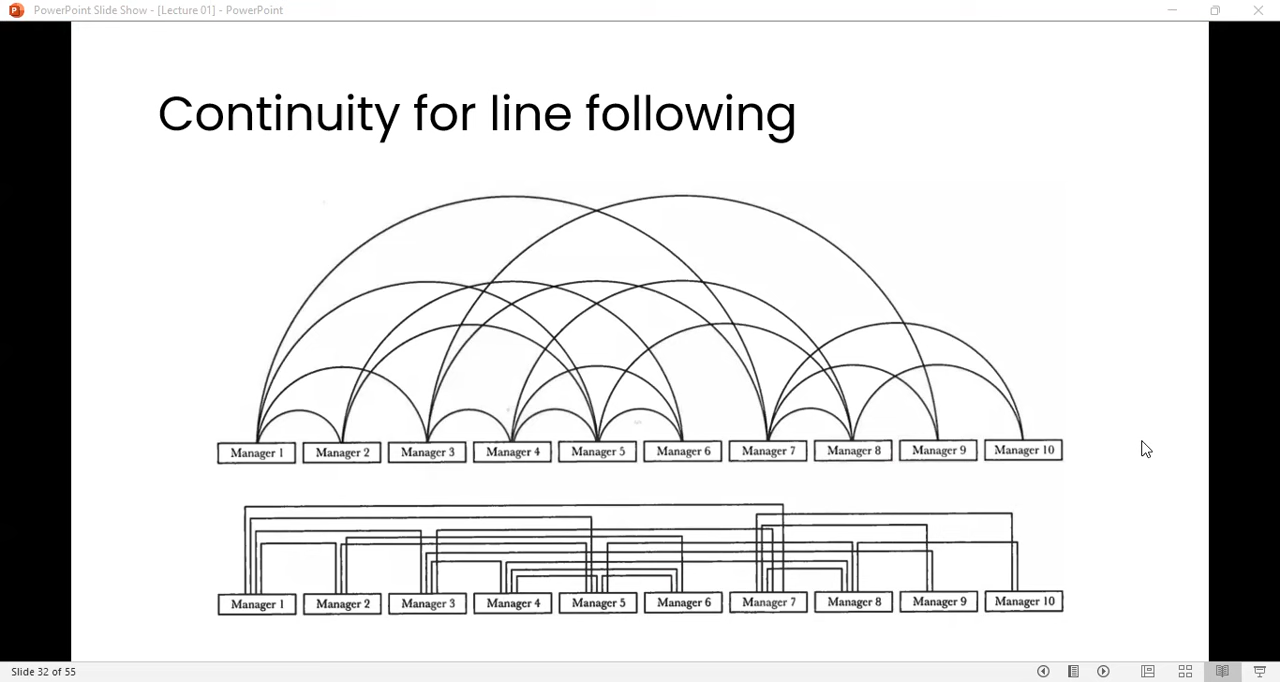 PowerPoint Slide Show - [Lecture 01] - PowerPoint
Continuity for line following
Manager 1 Manager 2 Manager 3 Manager 4 Manager 5 Manager 6 Manager 7 Manager 8 Manager 9 Manager 10
Manager 1 Manager 2 Manager 3 Manager 4 Manager 5 Manager 6 Manager 7 Manager 8 Manager 9 Manager 10
Slide 32 of 55